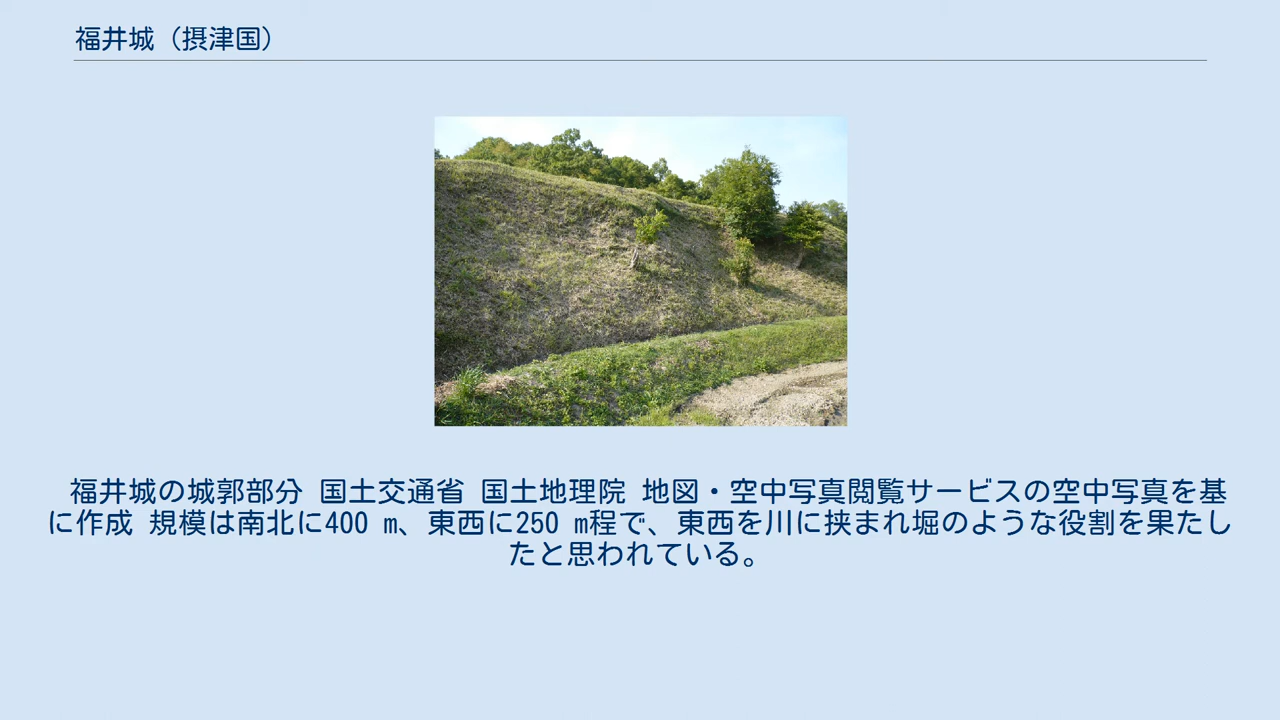 福井城（摂津国）
福井城の城郭部分 国土交通省 国土地理院 地図・空中写真閲覧サービスの空中写真を基
に作成 規模は南北に400 m、東西に250 m程で、東西を川に挟まれ堀のような役割を果たし
たと思われている。